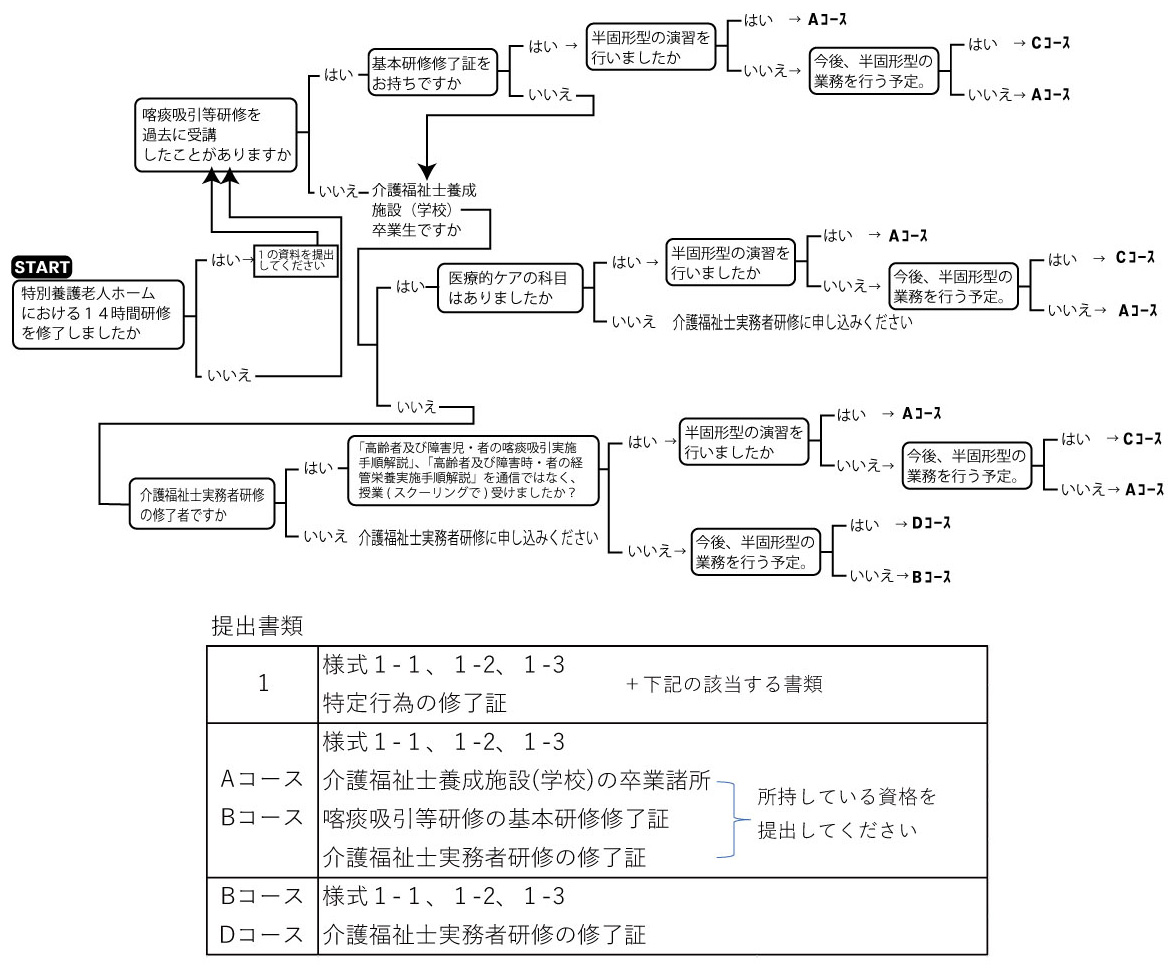 START
特別養護老人ホーム
における１４時間研修
を修了しましたか
はい→
１の資料を提出
してください
いいえ
喀痰吸引等研修を
過去に受講
したことがありますか
はい
基本研修修了証を
お持ちですか
はい →
半固形型の演習を
行いましたか
はい → Aコース
いいえ→
今後、半固形型の
業務を行う予定。
はい → Cコース
いいえ→ Aコース
いいえ
いいえ
介護福祉士養成
施設（学校）
卒業生ですか
はい
医療的ケアの科目
はありましたか
はい →
半固形型の演習を
行いましたか
はい → Aコース
いいえ→
今後、半固形型の
業務を行う予定。
はい → Cコース
いいえ→ Aコース
いいえ 介護福祉士実務者研修に申し込みください
いいえ
介護福祉士実務者研修
の修了者ですか
はい
「高齢者及び障害児・者の喀痰吸引実施
手順解説」、「高齢者及び障害時・者の経
管栄養実施手順解説」を通信ではなく、
授業(スクーリングで)受けましたか？
はい →
半固形型の演習を
行いましたか
はい → Aコース
いいえ→
今後、半固形型の
業務を行う予定。
はい → Cコース
いいえ→ Aコース
いいえ→
今後、半固形型の
業務を行う予定。
はい → Dコース
いいえ→ Bコース
いいえ 介護福祉士実務者研修に申し込みください
提出書類
1
様式１-１、１-2、１-3
特定行為の修了証
＋下記の該当する書類
Aコース
Bコース
様式１-１、１-2、１-3
介護福祉士養成施設(学校)の卒業諸所
喀痰吸引等研修の基本研修修了証
介護福祉士実務者研修の修了証
所持している資格を
提出してください
Bコース
Dコース
様式１-１、１-2、１-3
介護福祉士実務者研修の修了証